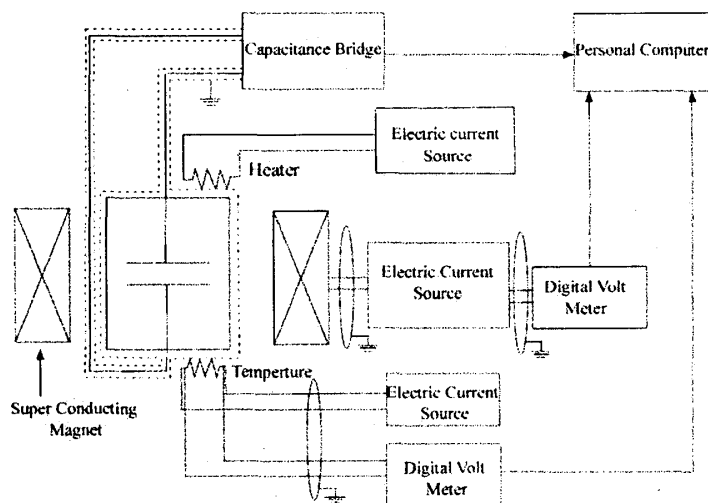 Capacitance Bridge
Personal Computer
Electric current
Source
Heater
Electric Current
Source
Digital Volt
Meter
Temperture
Super Conducting
Magnet
Electric Current
Source
Digital Volt
Meter